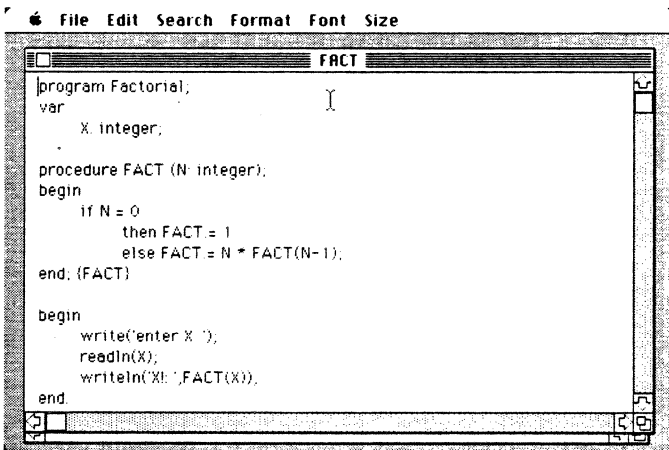 File Edit Search Format Font Size
FACT
program Factorial;
var
X: integer;
procedure FACT (N: integer);
begin
if N = 0
then FACT:= 1
else FACT:= N * FACT(N-1);
end; {FACT}
begin
write('enter X: ');
readln(X);
writeln('X!: ',FACT(X));
end.